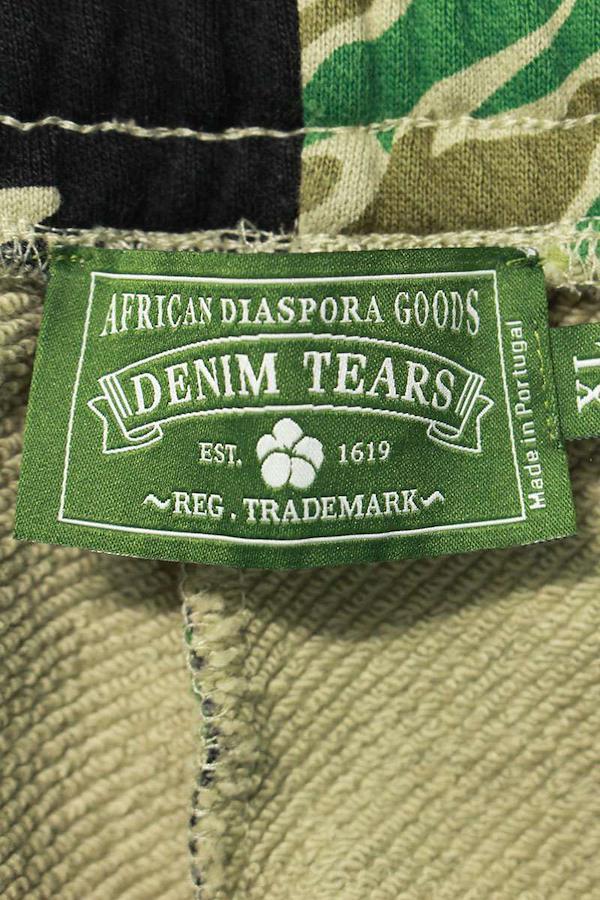 AFRICAN DIASPORA GOODS
DENIM TEARS
EST. 1619
~REG. TRADEMARK~
Made in Portugal
XL